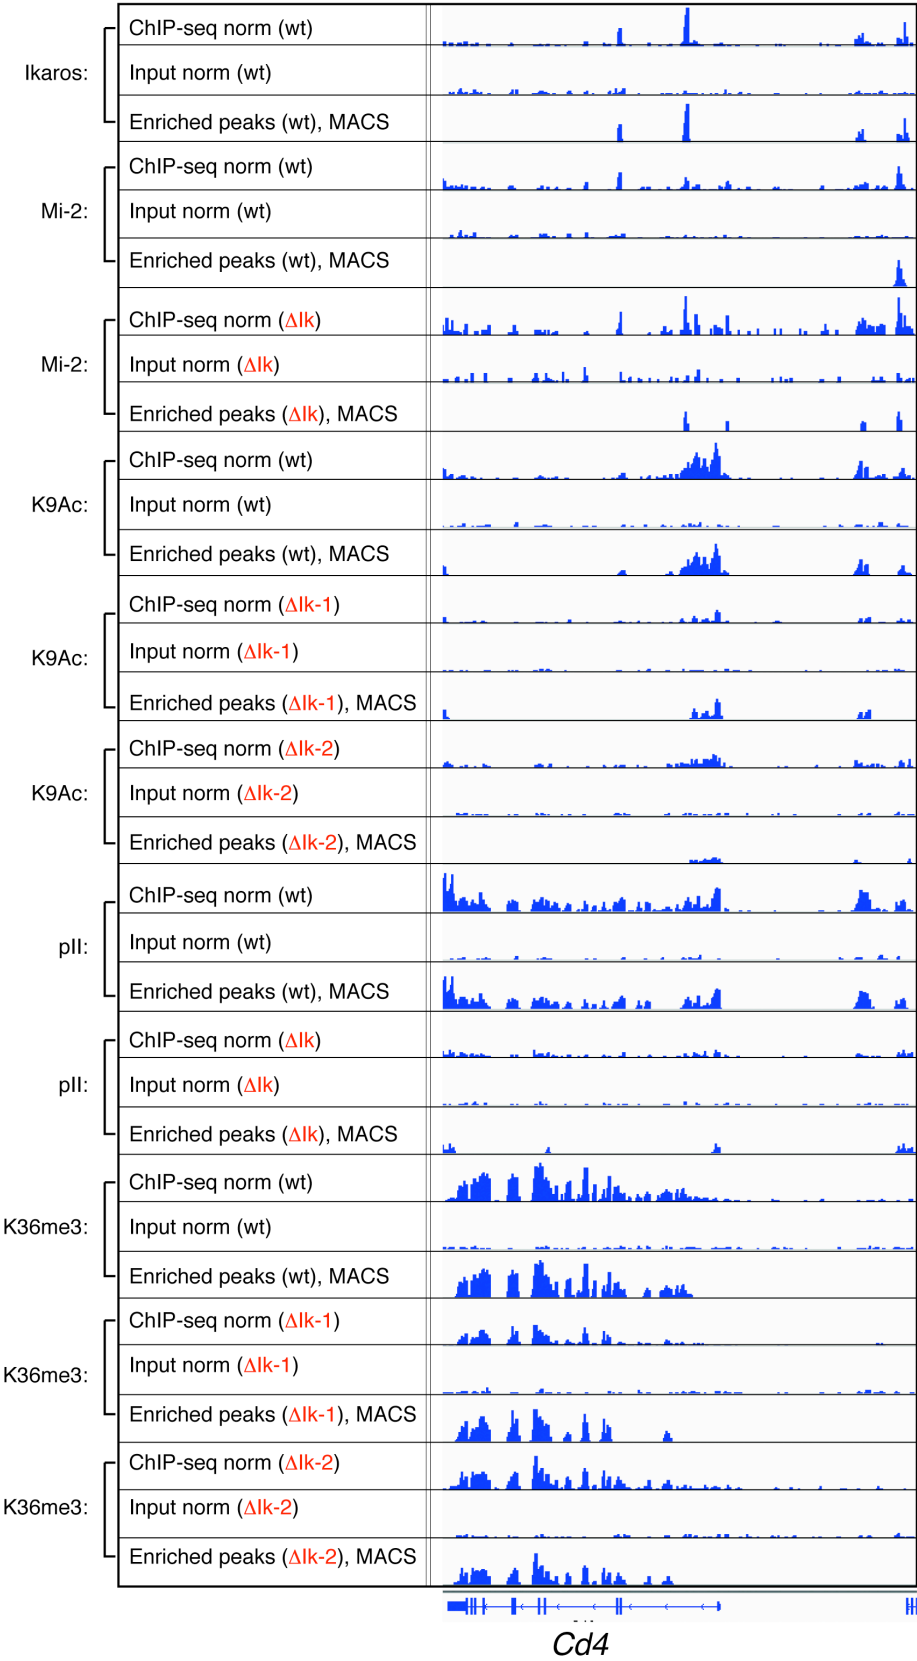 ChIP-seq norm (wt)
Ikaros: Input norm (wt)
Enriched peaks (wt), MACS
ChIP-seq norm (wt)
Mi-2: Input norm (wt)
Enriched peaks (wt), MACS
ChIP-seq norm (ΔIk)
Mi-2: Input norm (ΔIk)
Enriched peaks (ΔIk), MACS
ChIP-seq norm (wt)
K9Ac: Input norm (wt)
Enriched peaks (wt), MACS
ChIP-seq norm (ΔIk-1)
K9Ac: Input norm (ΔIk-1)
Enriched peaks (ΔIk-1), MACS
ChIP-seq norm (ΔIk-2)
K9Ac: Input norm (ΔIk-2)
Enriched peaks (ΔIk-2), MACS
ChIP-seq norm (wt)
pII: Input norm (wt)
Enriched peaks (wt), MACS
ChIP-seq norm (ΔIk)
pII: Input norm (ΔIk)
Enriched peaks (ΔIk), MACS
ChIP-seq norm (wt)
K36me3: Input norm (wt)
Enriched peaks (wt), MACS
ChIP-seq norm (ΔIk-1)
K36me3: Input norm (ΔIk-1)
Enriched peaks (ΔIk-1), MACS
ChIP-seq norm (ΔIk-2)
K36me3: Input norm (ΔIk-2)
Enriched peaks (ΔIk-2), MACS
Cd4